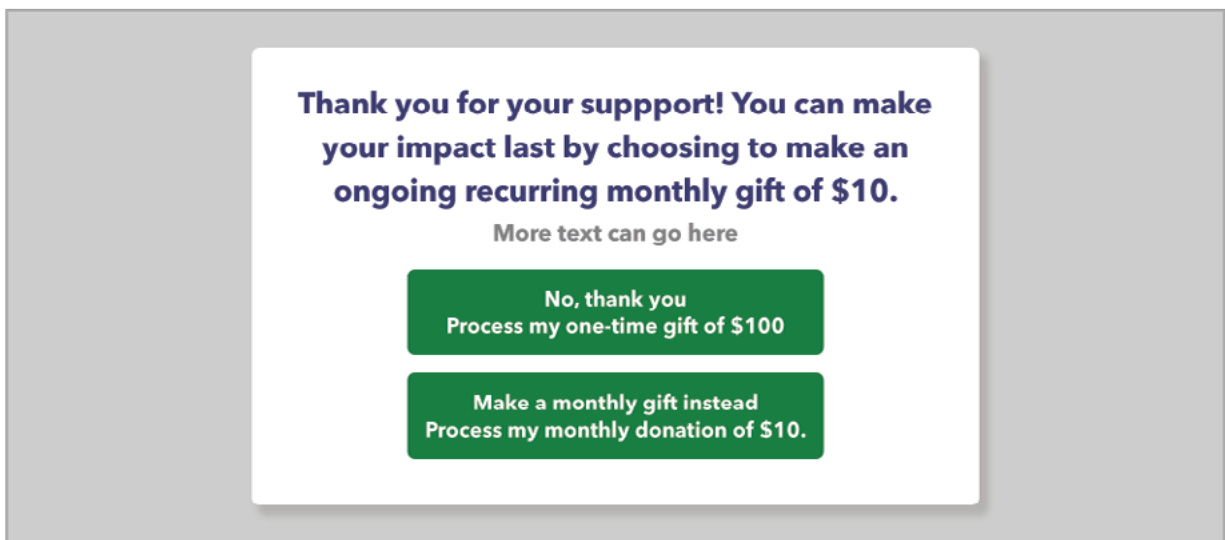 Thank you for your suppport! You can make
your impact last by choosing to make an
ongoing recurring monthly gift of $10.
More text can go here
No, thank you
Process my one-time gift of $100
Make a monthly gift instead
Process my monthly donation of $10.